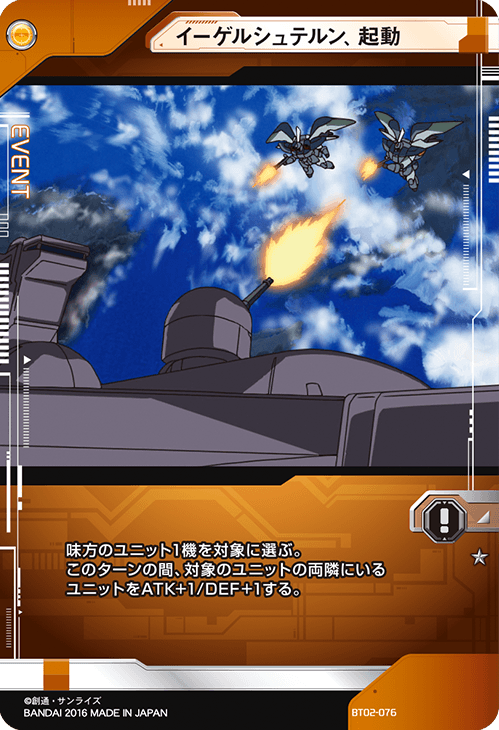 イーゲルシュテルン、起動
EVENT
味方のユニット1機を対象に選ぶ。
このターンの間、対象のユニットの両隣にいる
ユニットをATK+1/DEF+1する。
©創通・サンライズ
BANDAI 2016 MADE IN JAPAN
BT02-076